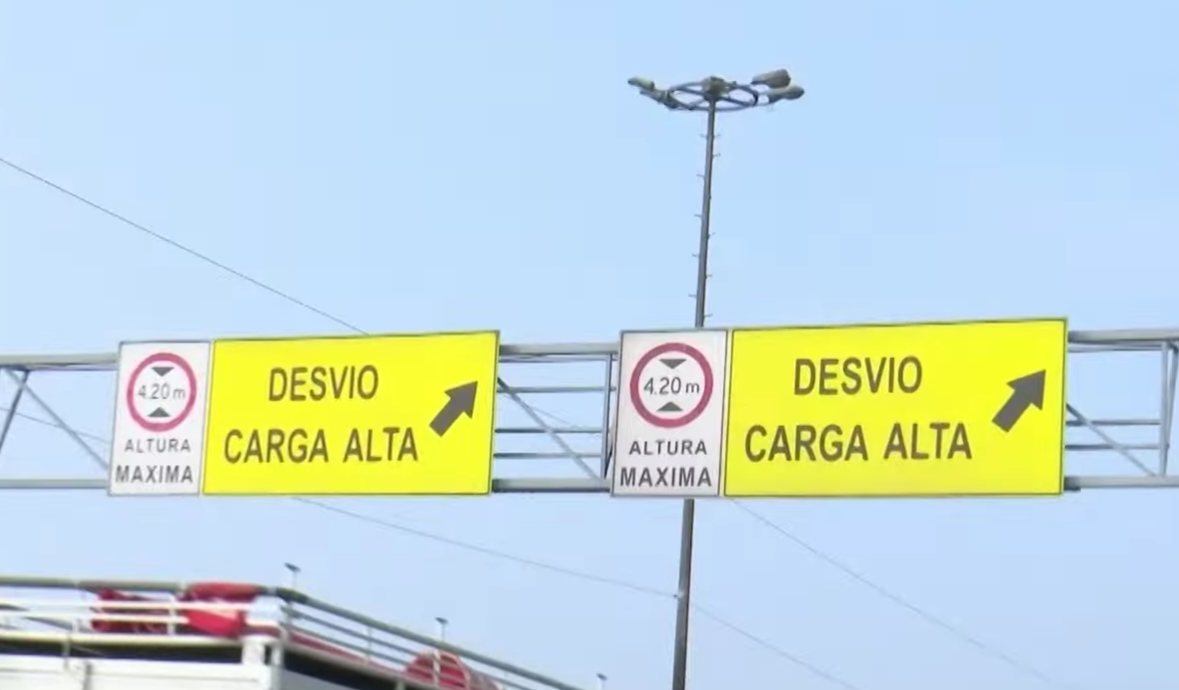 4.20 m
ALTURA
MAXIMA
DESVIO
CARGA ALTA
4.20 m
ALTURA
MAXIMA
DESVIO
CARGA ALTA